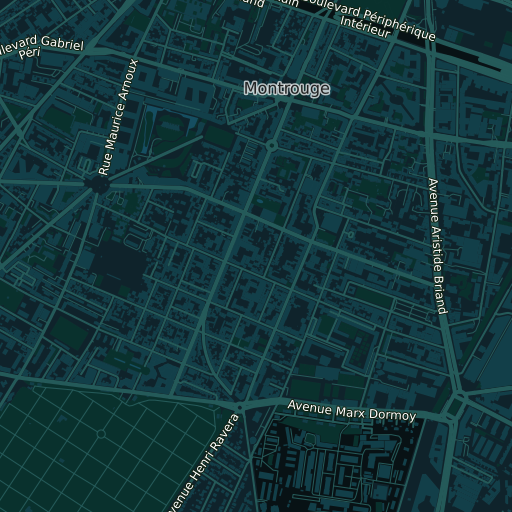 Boulevard Périphérique
Intérieur
levard Gabriel
Péri
Montrouge
Rue Maurice Arnoux
Avenue Aristide Briand
Avenue Marx Dormoy
venue Henri Ravera